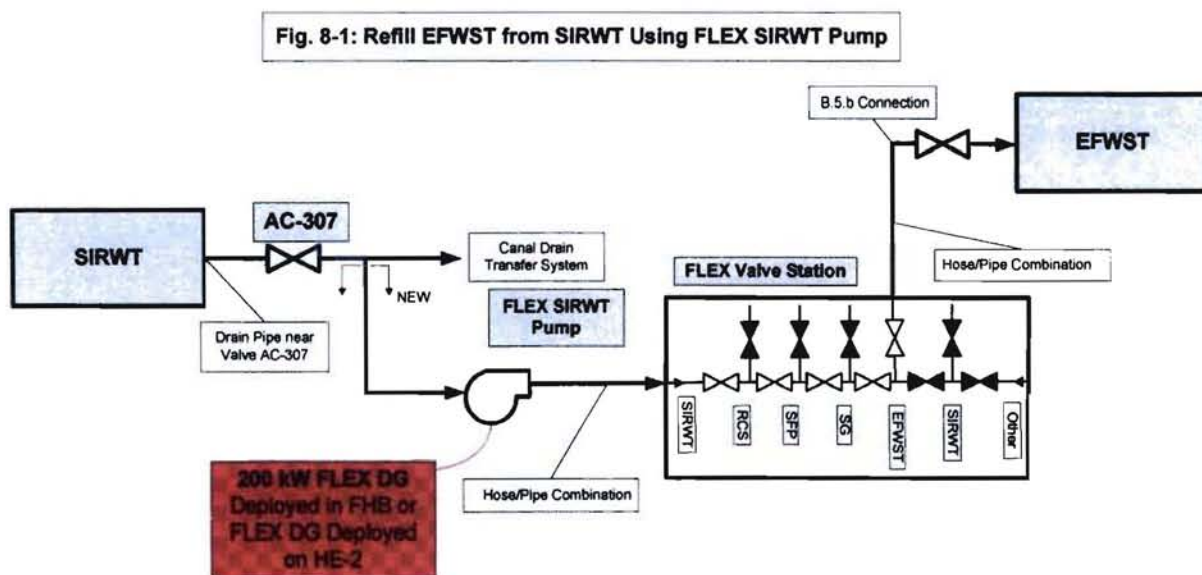 Fig. 8-1: Refill EFWST from SIRWT Using FLEX SIRWT Pump
B.5.b Connection
EFWST
AC-307
SIRWT
Canal Drain
Transfer System
FLEX Valve Station
Hose/Pipe Combination
NEW
FLEX SIRWT
Pump
Drain Pipe near
Valve AC-307
SIRWT
RCS
SFP
SG
EFWST
SIRWT
Other
200 kW FLEX DG
Deployed in FHB or
FLEX DG Deployed
on HE-2
Hose/Pipe Combination